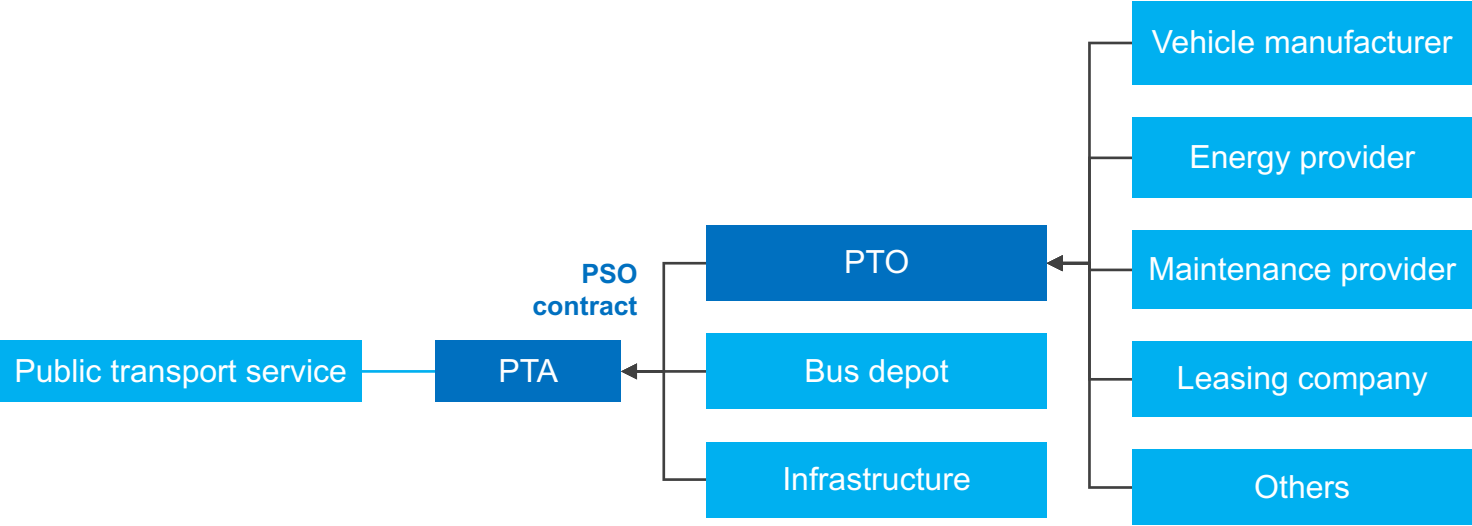 Public transport service
PTA
PSO
contract
PTO
Bus depot
Infrastructure
Vehicle manufacturer
Energy provider
Maintenance provider
Leasing company
Others